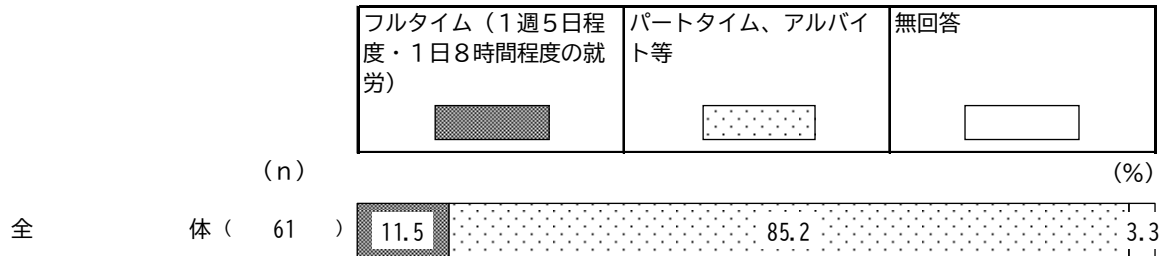 フルタイム（１週５日程
度・１日８時間程度の就
労）
パートタイム、アルバイ
ト等
無回答
（ｎ）
(%)
全体（ 61 ）
11.5
85.2
3.3